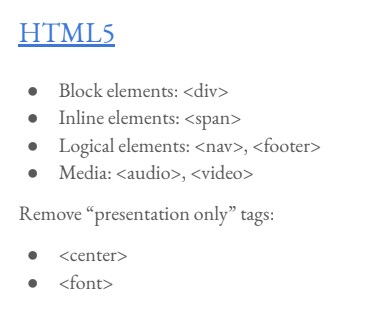 HTML5
● Block elements: <div>
● Inline elements: <span>
● Logical elements: <nav>, <footer>
● Media: <audio>, <video>
Remove “presentation only” tags:
● <center>
● <font>